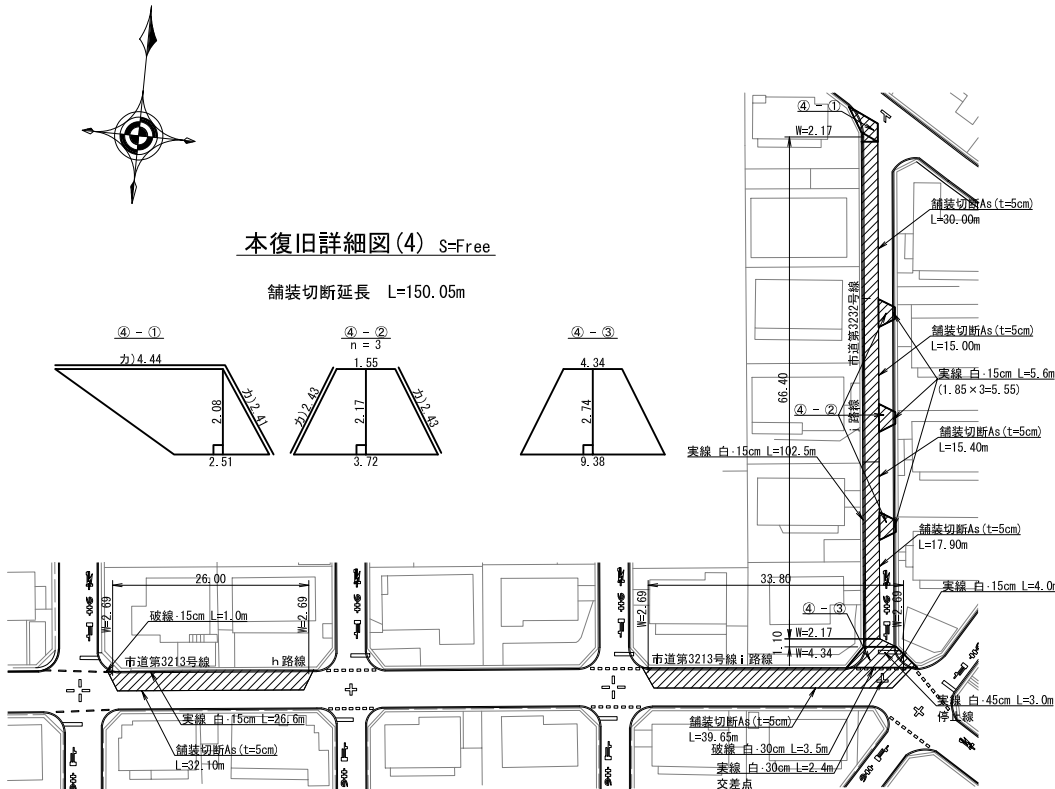 本復旧詳細図(4) S=Free
舗装切断延長 L=150.05m
④-①
カ)4.44
2.08
カ)2.41
2.51
④-②
n = 3
1.55
カ)2.43
2.17
カ)2.43
3.72
④-③
4.34
2.74
9.38
④-①
W=2.17
舗装切断As(t=5cm)
L=30.00m
市道第3232号線
j路線
66.40
舗装切断As(t=5cm)
L=15.00m
実線 白·15cm L=5.6m
(1.85×3=5.55)
④-②
舗装切断As(t=5cm)
L=15.40m
実線 白·15cm L=102.5m
舗装切断As(t=5cm)
L=17.90m
26.00
W=2.69
W=2.69
破線·15cm L=1.0m
市道第3213号線
h路線
実線 白·15cm L=26.6m
舗装切断As(t=5cm)
L=32.10m
33.80
W=2.69
W=2.69
実線 白·15cm L=4.0m
④-③
1.10
W=2.17
W=4.34
市道第3213号線i路線
実線 白·45cm L=3.0m
停止線
舗装切断As(t=5cm)
L=39.65m
破線 白·30cm L=3.5m
実線 白·30cm L=2.4m
交差点